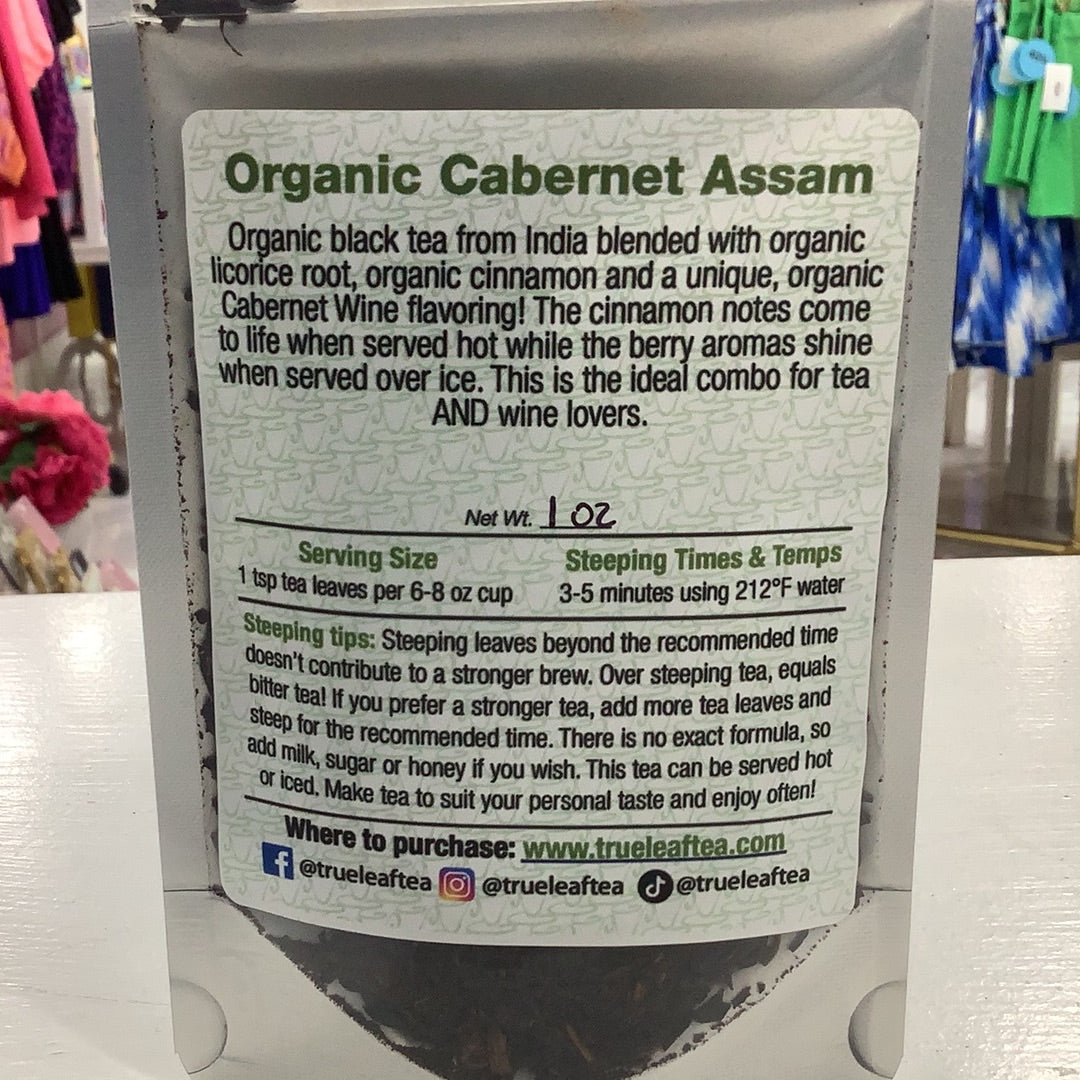 Organic Cabernet Assam
Organic black tea from India blended with organic
licorice root, organic cinnamon and a unique, organic
Cabernet Wine flavoring! The cinnamon notes come
to life when served hot while the berry aromas shine
when served over ice. This is the ideal combo for tea
AND wine lovers.
Net Wt. 1 oz
Serving Size
1 tsp tea leaves per 6-8 oz cup
Steeping Times & Temps
3-5 minutes using 212°F water
Steeping tips: Steeping leaves beyond the recommended time
doesn't contribute to a stronger brew. Over steeping tea, equals
bitter tea! If you prefer a stronger tea, add more tea leaves and
steep for the recommended time. There is no exact formula, so
add milk, sugar or honey if you wish. This tea can be served hot
or iced. Make tea to suit your personal taste and enjoy often!
Where to purchase: www.trueleaftea.com
@trueleaftea @trueleaftea @trueleaftea